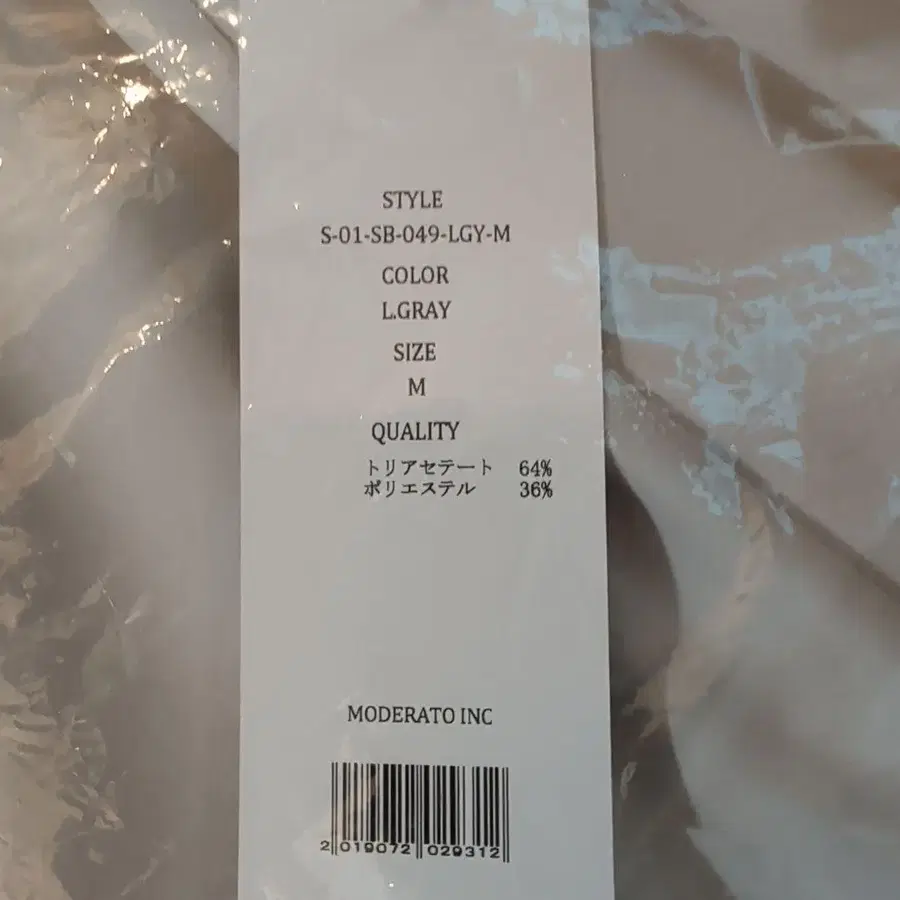 STYLE
S-01-SB-049-LGY-M
COLOR
L.GRAY
SIZE
M
QUALITY
トリアセテート 64%
ポリエステル 36%
MODERATO INC
2 019072 029312